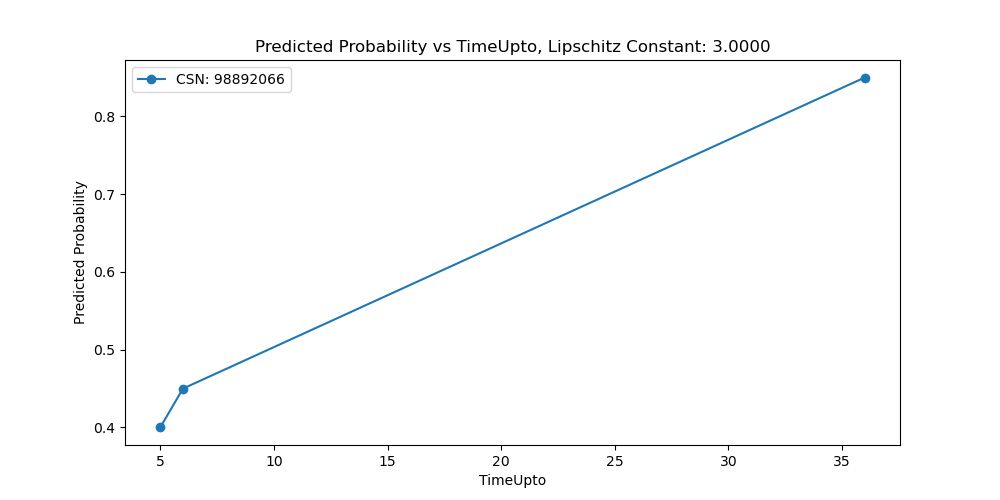 Predicted Probability vs TimeUpto, Lipschitz Constant: 3.0000
CSN: 98892066
Predicted Probability
0.8
0.7
0.6
0.5
0.4
5 10 15 20 25 30 35
TimeUpto